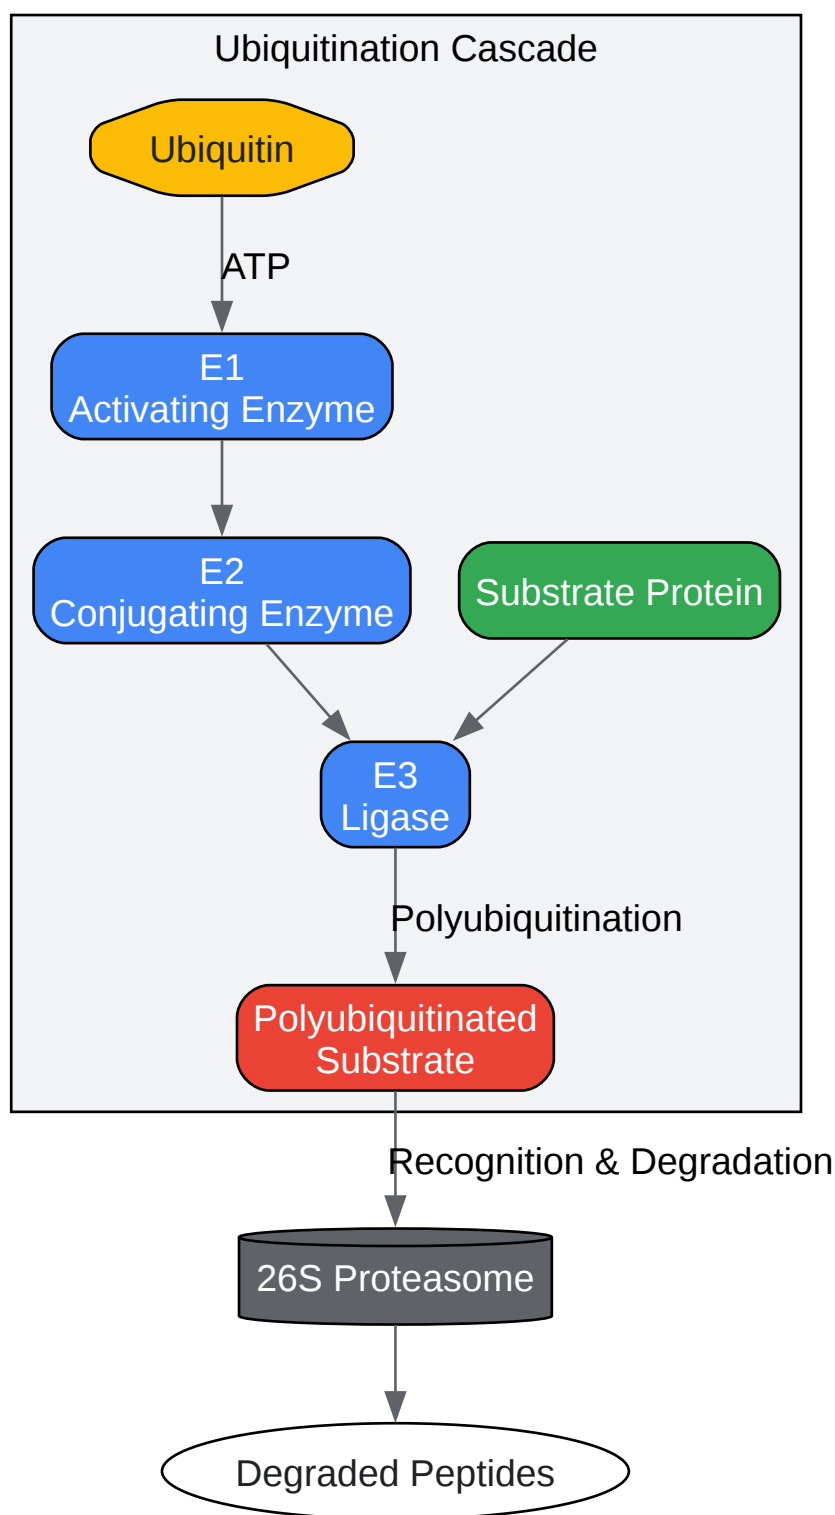 Ubiquitination Cascade
Ubiquitin
ATP
E1
Activating Enzyme
E2
Conjugating Enzyme
Substrate Protein
E3
Ligase
Polyubiquitination
Polyubiquitinated
Substrate
Recognition & Degradation
26S Proteasome
Degraded Peptides